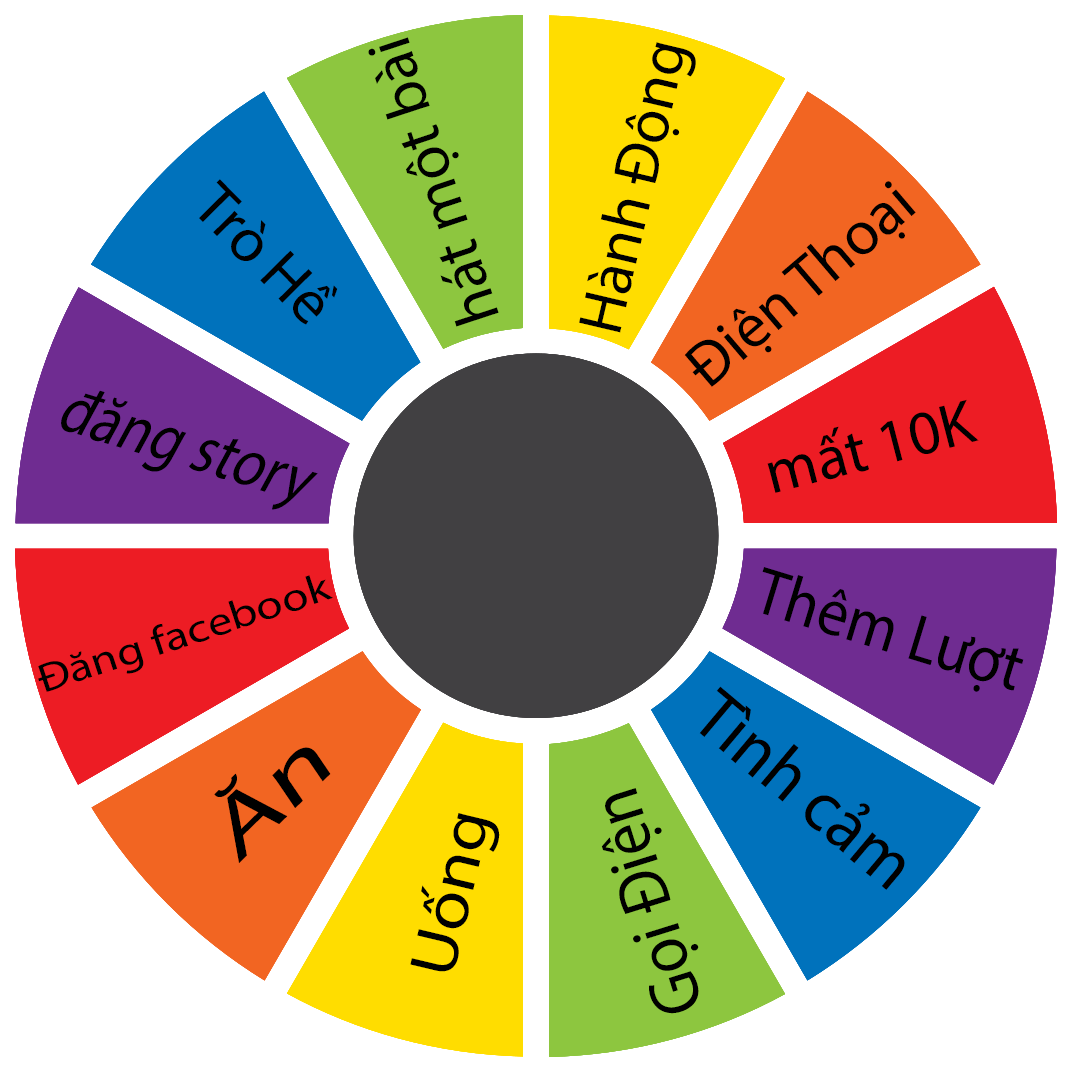 Hành Động
Điện Thoại
mất 10K
Thêm Lượt
Tình cảm
Gọi Điện
Uống
Ăn
Đăng facebook
đăng story
Trò Hề
hát một bài